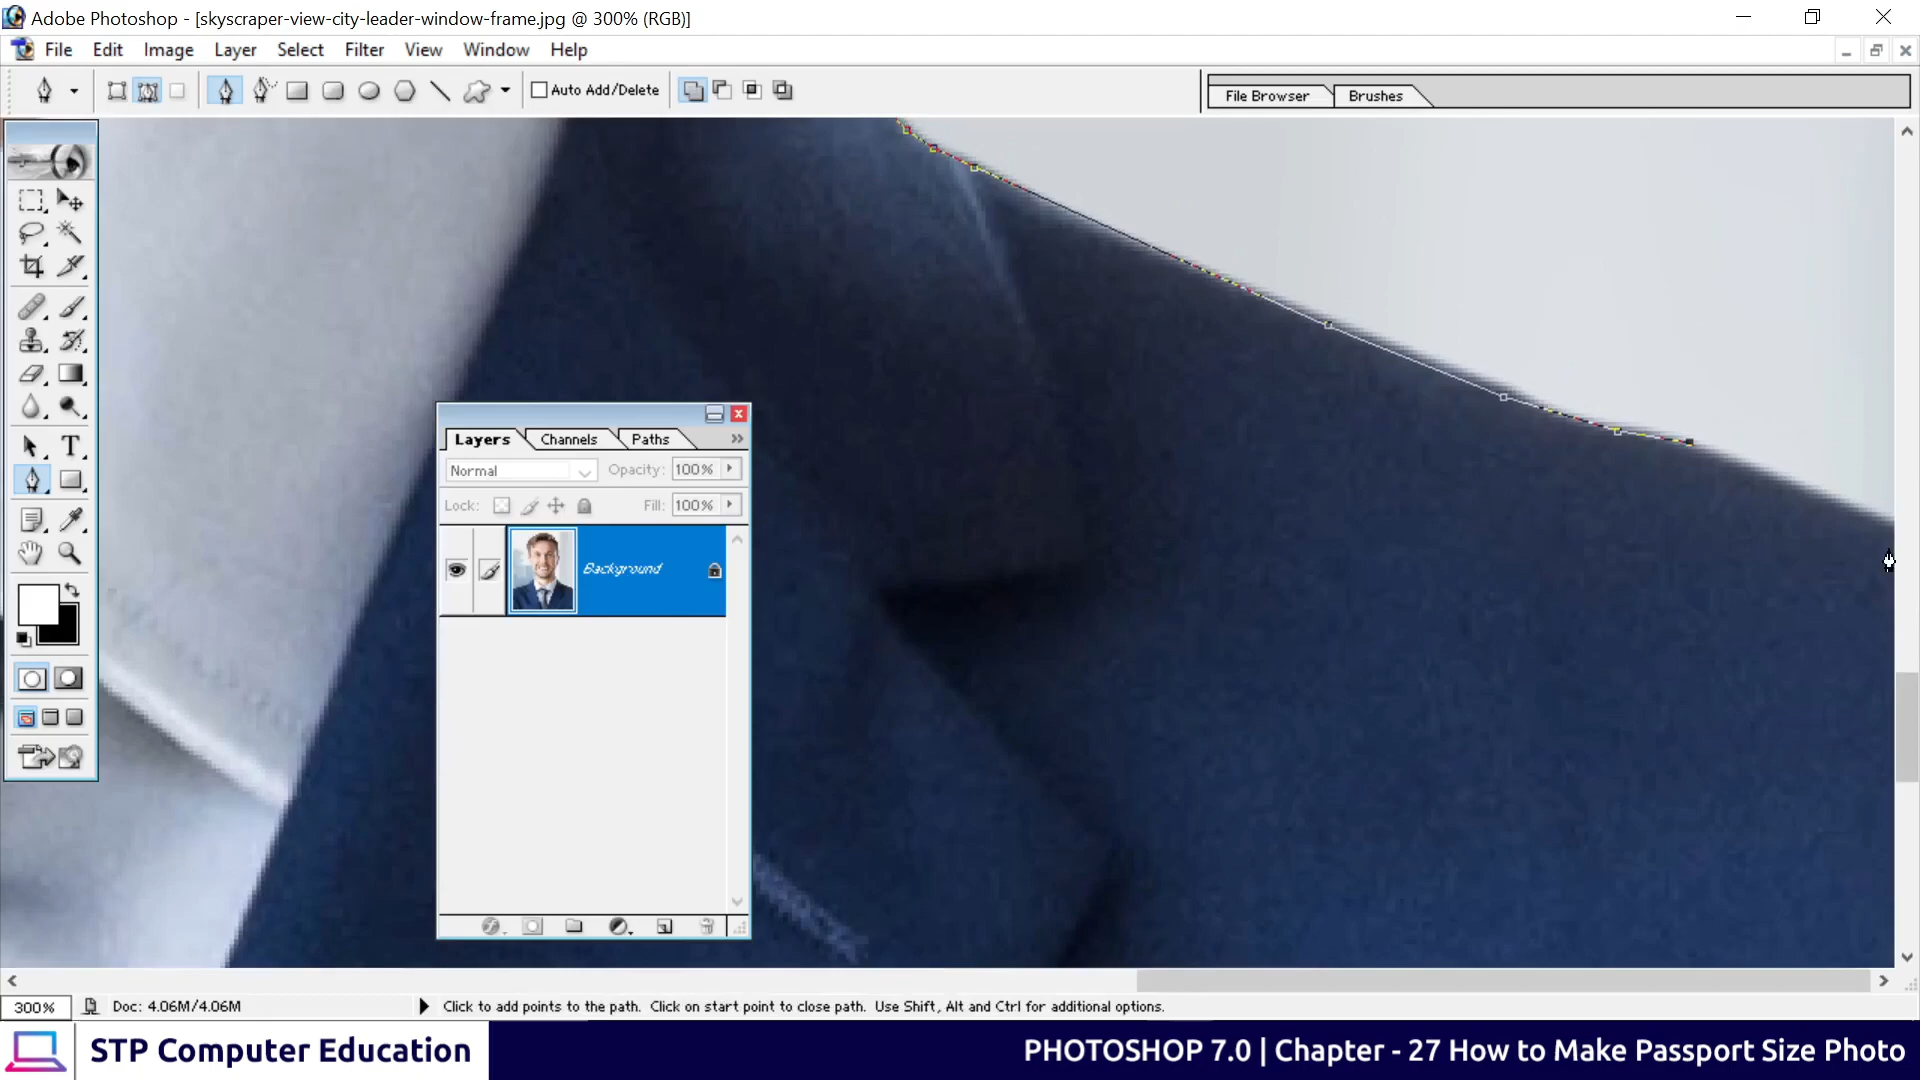 Adobe Photoshop - [skyscraper-view-city-leader-window-frame.jpg @ 300% (RGB)]
File Edit Image Layer Select Filter View Window Help
Auto Add/Delete
File Browser Brushes
Layers Channels Paths
Normal Opacity: 100%
Lock: Fill: 100%
Background
300% Doc: 4.06M/4.06M Click to add points to the path. Click on start point to close path. Use Shift, Alt and Ctrl for additional options.
STP Computer Education PHOTOSHOP 7.0 | Chapter - 27 How to Make Passport Size Photo